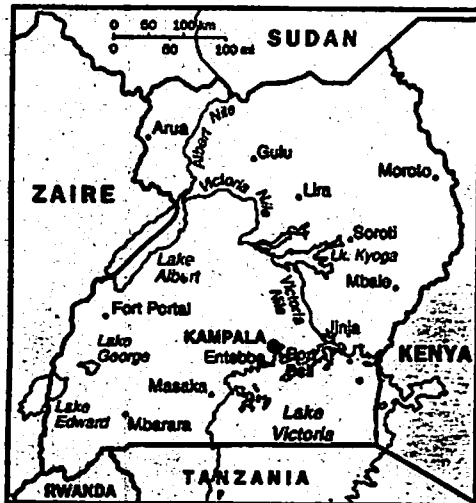 0 50 100 km
0 50 100 mi
SUDAN
Arua
Albert Nile
Gulu
Moroto
ZAIRE
Victoria Nile
Lira
Soroti
Lk. Kyoga
Lake Albert
Mbale
Victoria Nile
Fort Portal
Jinja
KAMPALA
Lake George
Entebbe
Port Bell
KENYA
Masaka
Lake Edward
Mbarara
Lake Victoria
RWANDA
TANZANIA